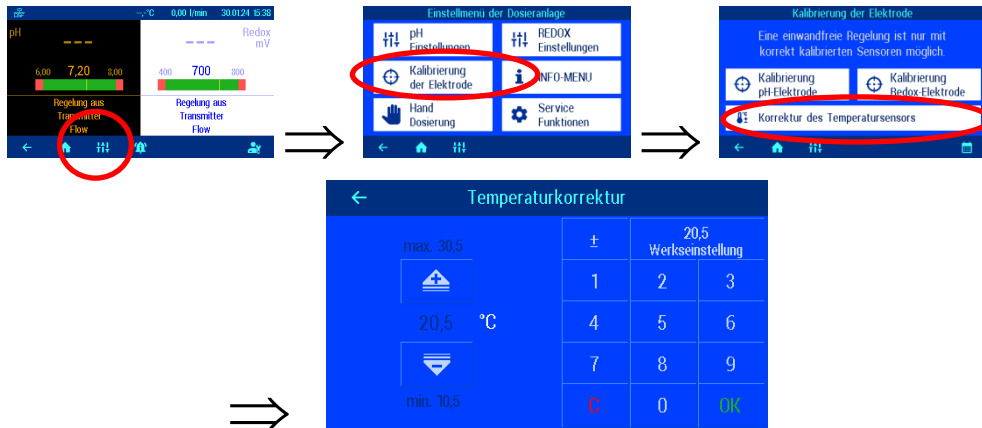 --,-°C 0,00 l/min 30.01.24 15:38
pH
---
6,00 7,20 8,00
Regelung aus
Transmitter
Flow
Redox
mV
---
400 700 800
Regelung aus
Transmitter
Flow
Einstellmenü der Dosieranlage
pH
Einstellungen
REDOX
Einstellungen
Kalibrierung
der Elektrode
INFO-MENU
Hand
Dosierung
Service
Funktionen
Kalibrierung der Elektrode
Eine einwandfreie Regelung ist nur mit
korrekt kalibrierten Sensoren möglich.
Kalibrierung
pH-Elektrode
Kalibrierung
Redox-Elektrode
Korrektur des Temperatursensors
Temperaturkorrektur
max. 30,5
20,5 °C
min. 10,5
± 20,5
Werkseinstellung
1 2 3
4 5 6
7 8 9
C 0 OK